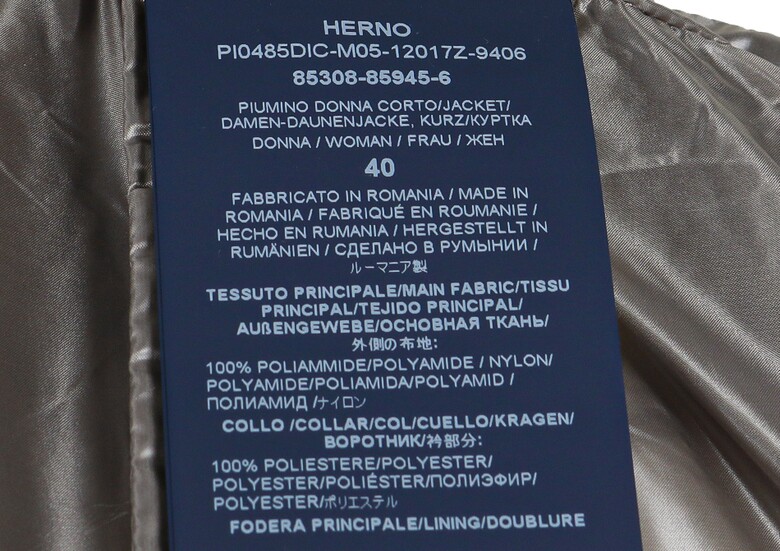 HERNO
PI0485DIC-M05-12017Z-9406
85308-85945-6
PIUMINO DONNA CORTO/JACKET/
DAMEN-DAUNENJACKE, KURZ/КУРТКА
DONNA / WOMAN / FRAU / ЖЕН
40
FABBRICATO IN ROMANIA / MADE IN
ROMANIA / FABRIQUÉ EN ROUMANIE /
HECHO EN RUMANIA / HERGESTELLT IN
RUMÄNIEN / СДЕЛАНО В РУМЫНИИ /
ルーマニア製
TESSUTO PRINCIPALE/MAIN FABRIC/TISSU
PRINCIPAL/TEJIDO PRINCIPAL/
AUßENGEWEBE/ОСНОВНАЯ ТКАНЬ/
外側の布地:
100% POLIAMMIDE/POLYAMIDE / NYLON/
POLYAMIDE/POLIAMIDA/POLYAMID /
ПОЛИАМИД /ナイロン
COLLO /COLLAR/COL/CUELLO/KRAGEN/
ВОРОТНИК/衿部分:
100% POLIESTERE/POLYESTER/
POLYESTER/POLIÉSTER/ПОЛИЭФИР/
POLYESTER/ポリエステル
FODERA PRINCIPALE/LINING/DOUBLURE